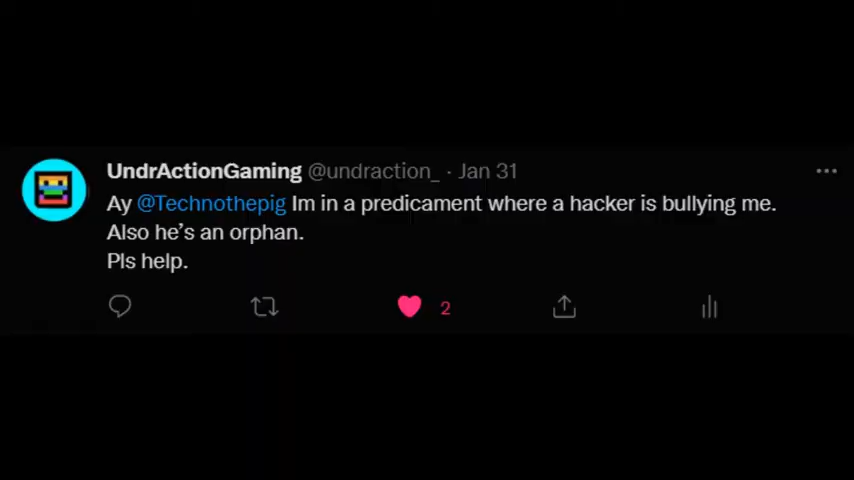 UndrActionGaming @undraction_ · Jan 31
Ay @Technothepig Im in a predicament where a hacker is bullying me.
Also he's an orphan.
Pls help.
2